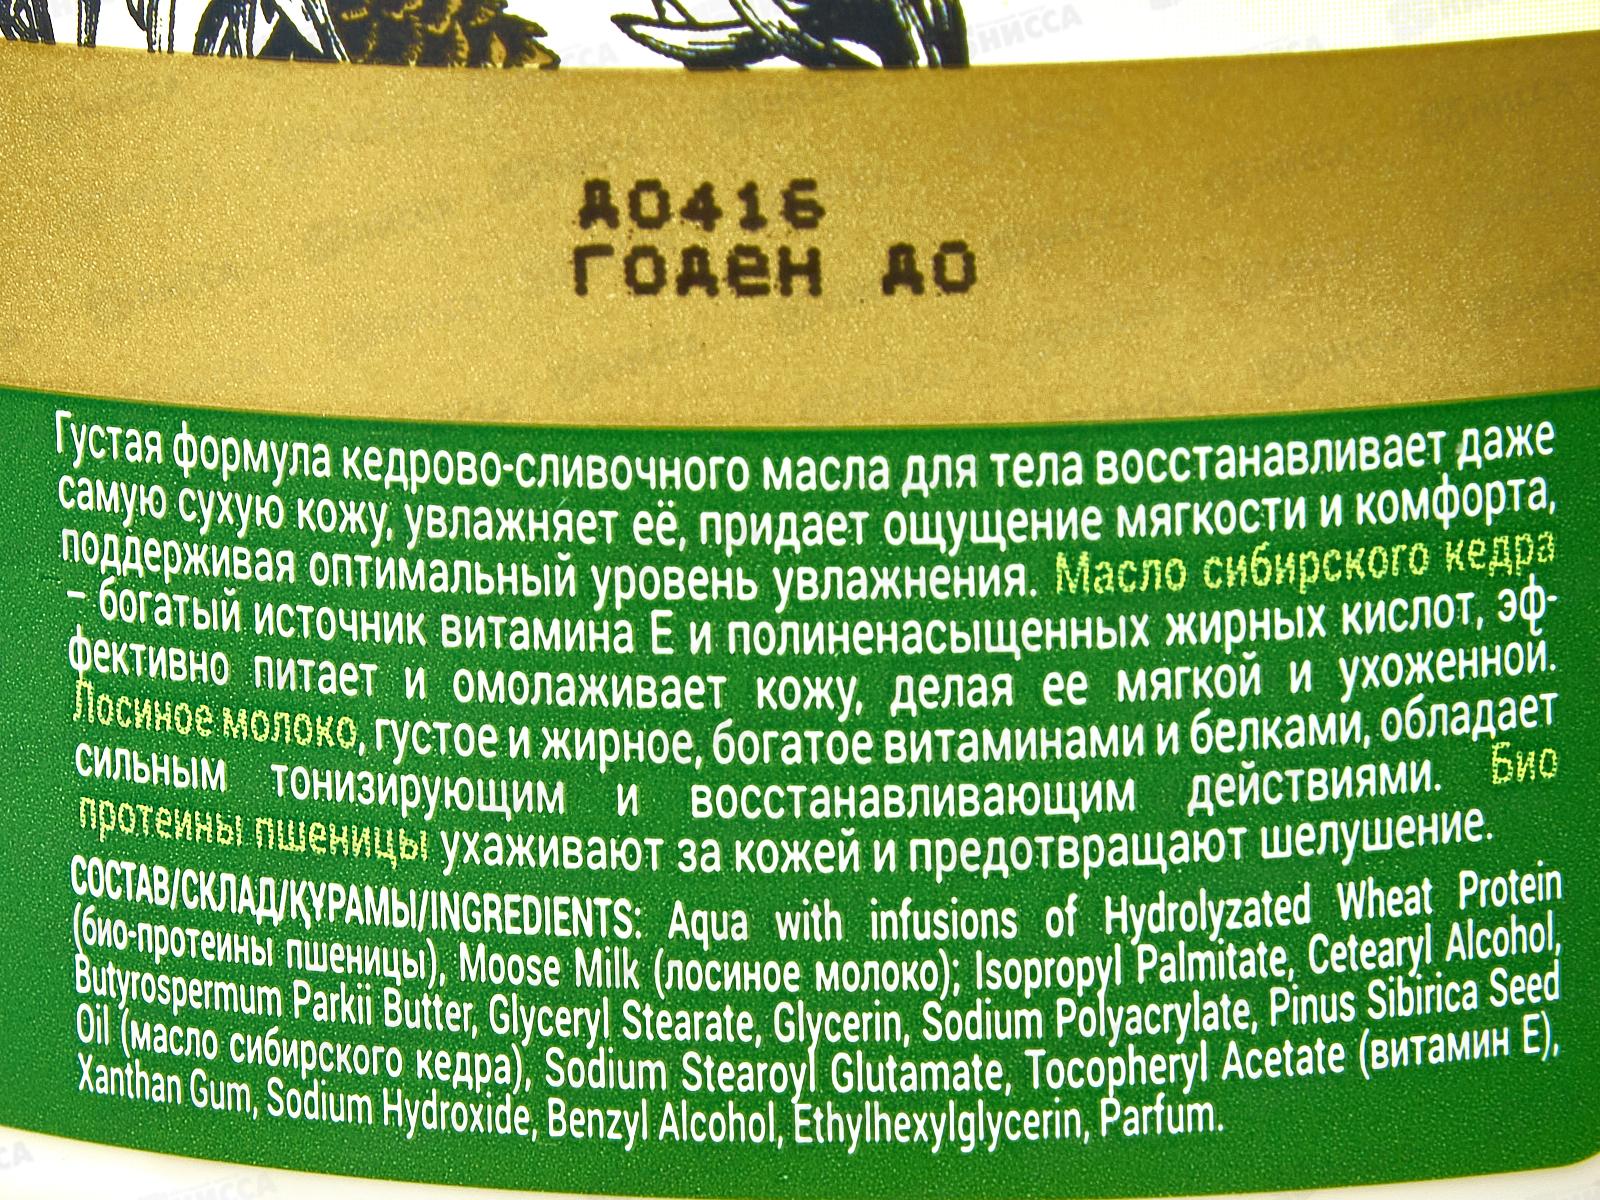 Д0416
ГОДЕН ДО
Густая формула кедрово-сливочного масла для тела восстанавливает даже
самую сухую кожу, увлажняет её, придает ощущение мягкости и комфорта,
поддерживая оптимальный уровень увлажнения. Масло сибирского кедра
– богатый источник витамина Е и полиненасыщенных жирных кислот, эф-
фективно питает и омолаживает кожу, делая ее мягкой и ухоженной.
Лосиное молоко, густое и жирное, богатое витаминами и белками, обладает
сильным тонизирующим и восстанавливающим действиями. Био
протеины пшеницы ухаживают за кожей и предотвращают шелушение.
СОСТАВ/СКЛАД/ҚҰРАМЫ/INGREDIENTS: Aqua with infusions of Hydrolyzated Wheat Protein
(био-протеины пшеницы), Moose Milk (лосиное молоко); Isopropyl Palmitate, Cetearyl Alcohol,
Butyrospermum Parkii Butter, Glyceryl Stearate, Glycerin, Sodium Polyacrylate, Pinus Sibirica Seed
Oil (масло сибирского кедра), Sodium Stearoyl Glutamate, Tocopheryl Acetate (витамин Е),
Xanthan Gum, Sodium Hydroxide, Benzyl Alcohol, Ethylhexylglycerin, Parfum.